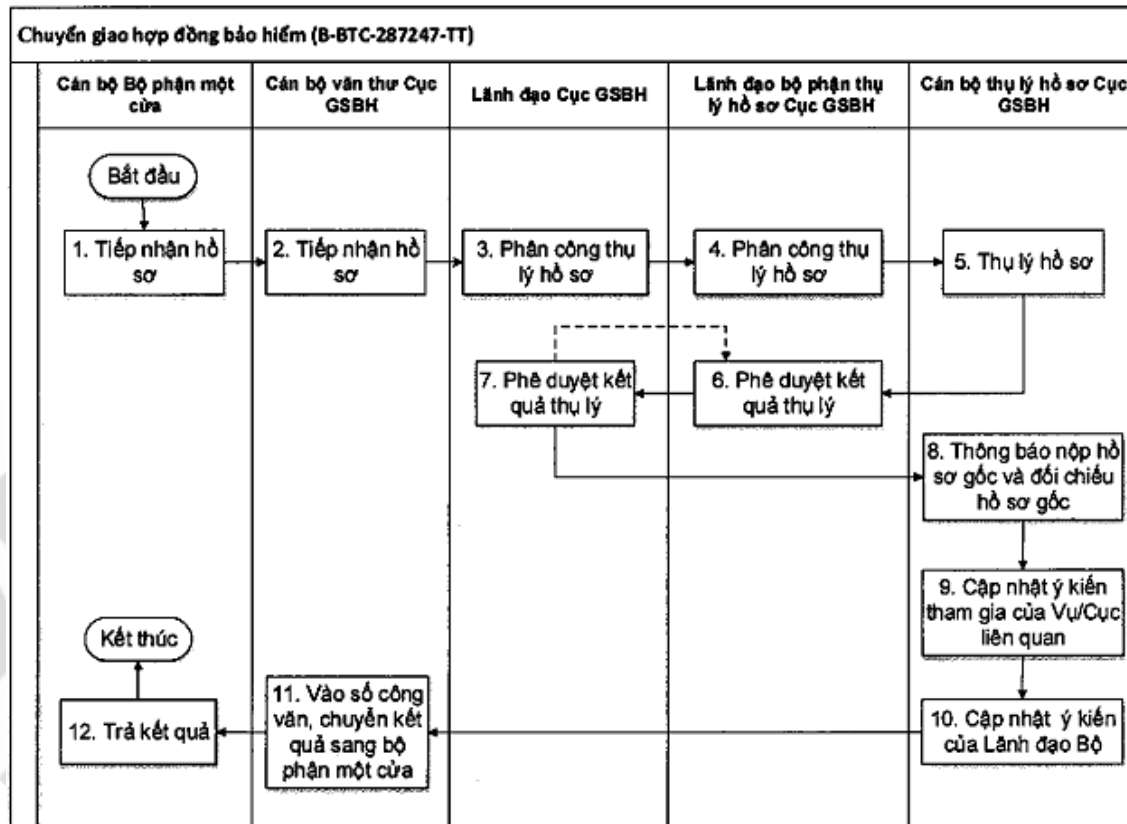 Chuyển giao hợp đồng bảo hiểm (B-BTC-287247-TT)
Cán bộ Bộ phận một
cửa
Cán bộ văn thư Cục
GSBH
Lãnh đạo Cục GSBH
Lãnh đạo bộ phận thụ
lý hồ sơ Cục GSBH
Cán bộ thụ lý hồ sơ Cục
GSBH
Bắt đầu
1. Tiếp nhận hồ
sơ
2. Tiếp nhận hồ
sơ
3. Phân công thụ
lý hồ sơ
4. Phân công thụ
lý hồ sơ
5. Thụ lý hồ sơ
7. Phê duyệt kết
quả thụ lý
6. Phê duyệt kết
quả thụ lý
8. Thông báo nộp hồ
sơ gốc và đối chiếu
hồ sơ gốc
9. Cập nhật ý kiến
tham gia của Vụ/Cục
liên quan
Kết thúc
12. Trả kết quả
11. Vào số công
văn, chuyển kết
quả sang bộ
phận một cửa
10. Cập nhật ý kiến
của Lãnh đạo Bộ